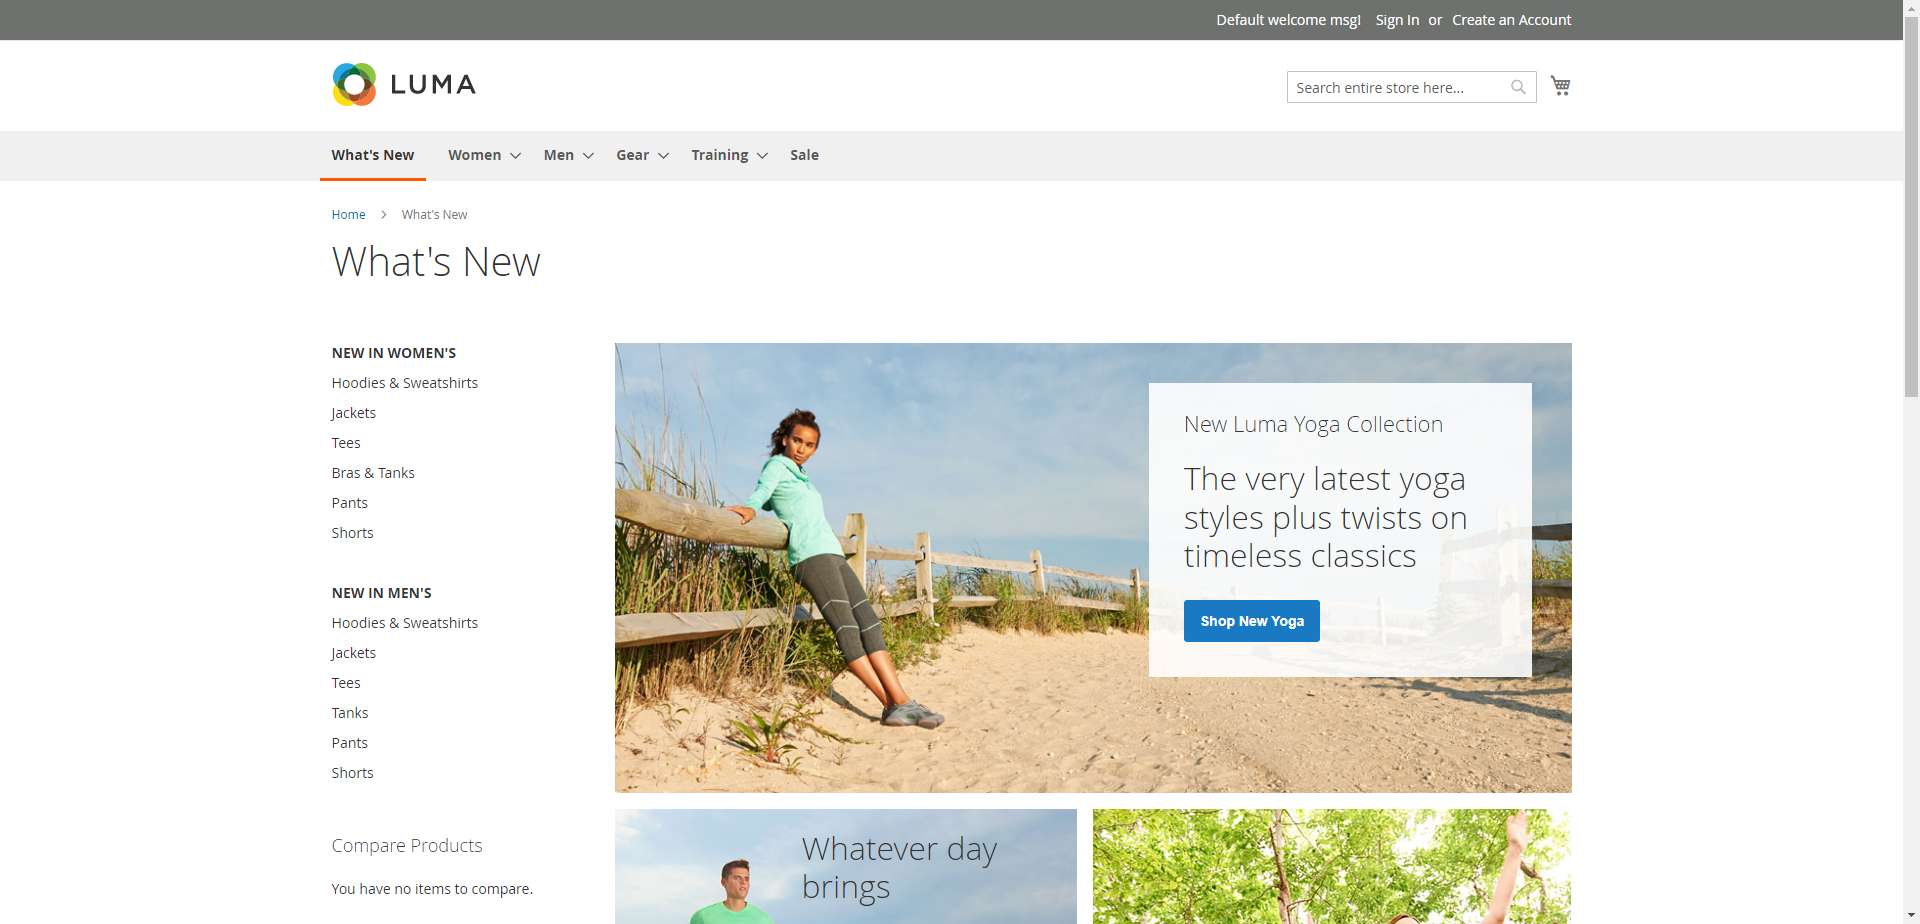 Default welcome msg! Sign In or Create an Account
LUMA
Search entire store here...
What's New Women Men Gear Training Sale
Home What's New
What's New
NEW IN WOMEN'S
Hoodies & Sweatshirts
Jackets
Tees
Bras & Tanks
Pants
Shorts
NEW IN MEN'S
Hoodies & Sweatshirts
Jackets
Tees
Tanks
Pants
Shorts
Compare Products
You have no items to compare.
New Luma Yoga Collection
The very latest yoga
styles plus twists on
timeless classics
Shop New Yoga
Whatever day
brings